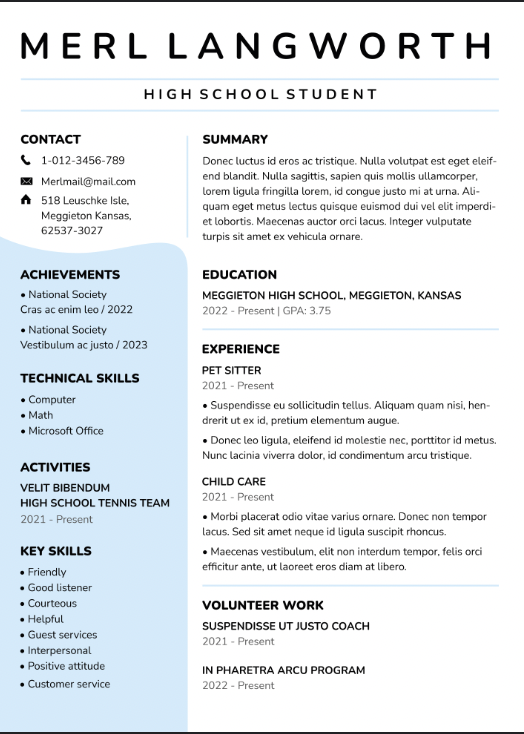 MERL LANGWORTH
HIGH SCHOOL STUDENT
CONTACT
1-012-3456-789
Merlmail@mail.com
518 Leuschke Isle,
Meggieton Kansas,
62537-3027
ACHIEVEMENTS
• National Society
Cras ac enim leo / 2022
• National Society
Vestibulum ac justo / 2023
TECHNICAL SKILLS
• Computer
• Math
• Microsoft Office
ACTIVITIES
VELIT BIBENDUM
HIGH SCHOOL TENNIS TEAM
2021 - Present
KEY SKILLS
• Friendly
• Good listener
• Courteous
• Helpful
• Guest services
• Interpersonal
• Positive attitude
• Customer service
SUMMARY
Donec luctus id eros ac tristique. Nulla volutpat est eget eleif-
end blandit. Nulla sagittis, sapien quis mollis ullamcorper,
lorem ligula fringilla lorem, id congue justo mi at urna. Ali-
quam eget metus lectus quisque euismod dui vel elit imperdi-
et lobortis. Maecenas auctor orci lacus. Integer vulputate
turpis sit amet ex vehicula ornare.
EDUCATION
MEGGIETON HIGH SCHOOL, MEGGIETON, KANSAS
2022 - Present | GPA: 3.75
EXPERIENCE
PET SITTER
2021 - Present
• Suspendisse eu sollicitudin tellus. Aliquam quam nisi, hen-
drerit ut ex id, pretium elementum augue.
• Donec leo ligula, eleifend id molestie nec, porttitor id metus.
Nunc lacinia viverra dolor, id condimentum arcu tristique.
CHILD CARE
2021 - Present
• Morbi placerat odio vitae varius ornare. Donec non tempor
lacus. Sed sit amet neque id ligula suscipit rhoncus.
• Maecenas vestibulum, elit non interdum tempor, felis orci
efficitur ante, ut laoreet eros diam at libero.
VOLUNTEER WORK
SUSPENDISSE UT JUSTO COACH
2021 - Present
IN PHARETRA ARCU PROGRAM
2022 - Present